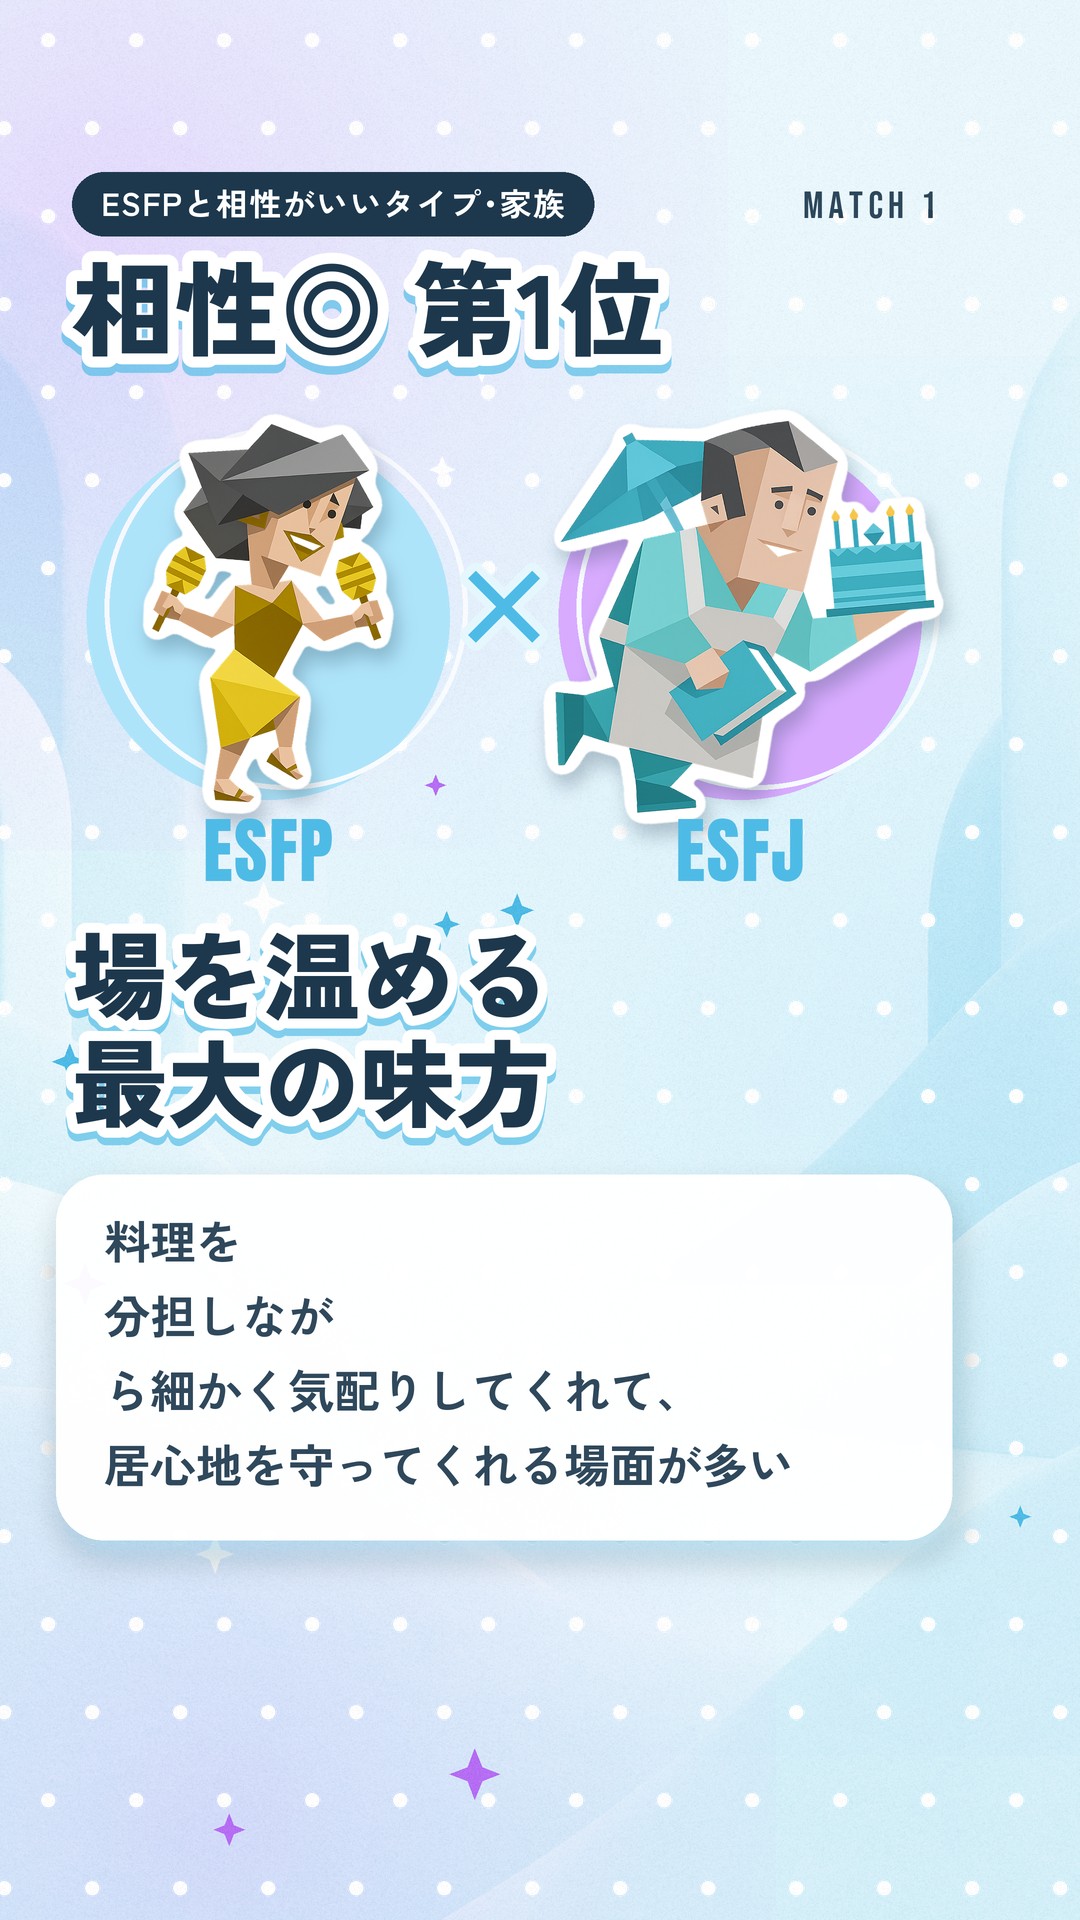 ESFPと相性がいいタイプ・家族
MATCH 1
相性◎ 第1位
×
ESFP
ESFJ
場を温める
最大の味方
料理を
分担しなが
ら細かく気配りしてくれて、
居心地を守ってくれる場面が多い